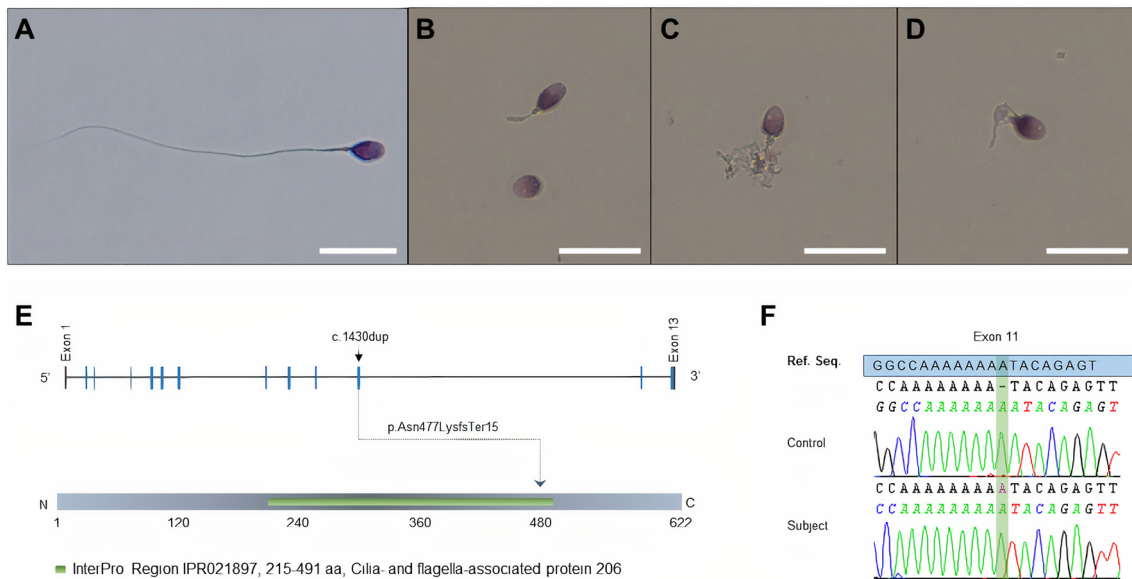 A
B
C
D
E
Exon 1
c.1430dup
Exon 13
5'
3'
p.Asn477LysfsTer15
N
C
1
120
240
360
480
622
InterPro Region IPR021897, 215-491 aa, Cilia- and flagella-associated protein 206
F
Exon 11
Ref. Seq.
GGCCAAAAAAAATACAGAGT
CCAAAAAAAA-TACAGAGTT
GGCCAAAAAAAATACAGAGT
Control
CCAAAAAAAAATACAGAGTT
CCAAAAAAAAATACAGAGTT
Subject